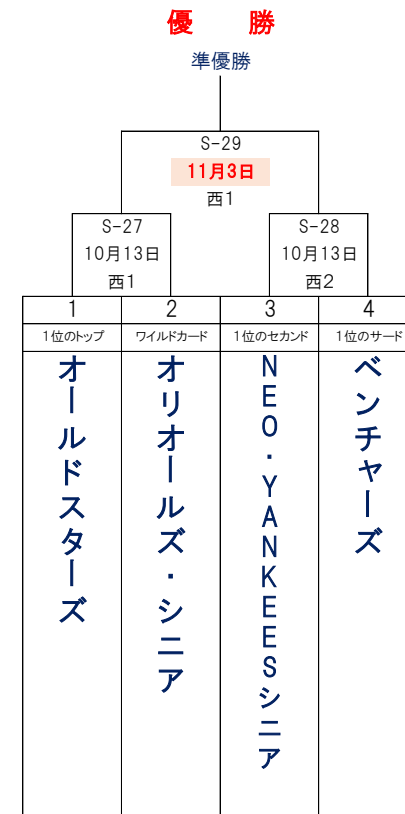 優　勝
準優勝
S-29
11月3日
西1
S-27
10月13日
西1
S-28
10月13日
西2
1
2
3
4
1位のトップ
ワイルドカード
1位のセカンド
1位のサード
オールドスターズ
オリオールズ・シニア
NEO・YANKEESシニア
ベンチャーズ